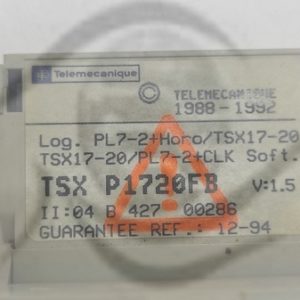 Telemecanique
© TELEMECANIQUE
1988-1992
Log. PL7-2+Horo/TSX17-20
TSX17-20/PL7-2+CLK Soft.
TSX P1720FB V:1.5
II:04 B 427 00286
GUARANTEE REF.: 12-94